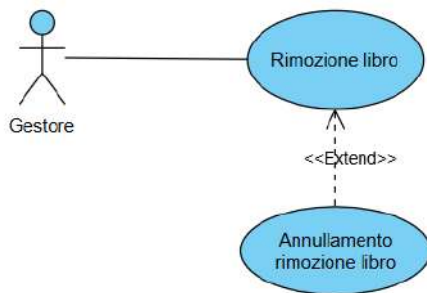 Rimozione libro
Gestore
<<Extend>>
Annullamento
rimozione libro